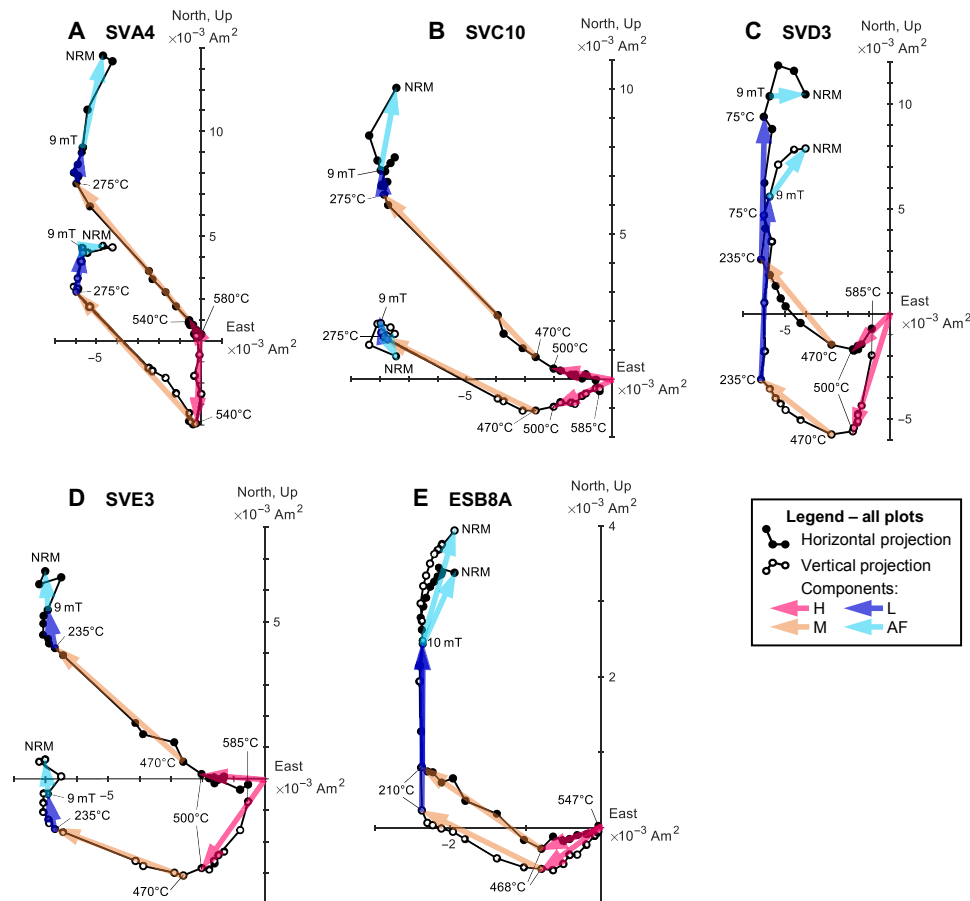 A SVA4
North, Up
×10⁻³ Am²
NRM
10
9 mT
275°C
5
9 mT
NRM
275°C
580°C
540°C
East
×10⁻³ Am²
−5
540°C
B SVC10
North, Up
×10⁻³ Am²
10
NRM
9 mT
275°C
5
9 mT
275°C
NRM
470°C
500°C
East
×10⁻³ Am²
−5
470°C
500°C
585°C
C SVD3
North, Up
×10⁻³ Am²
9 mT
NRM
10
75°C
NRM
9 mT
5
75°C
235°C
585°C
East
×10⁻³ Am²
−5
470°C
500°C
235°C
−5
470°C
D SVE3
North, Up
×10⁻³ Am²
NRM
9 mT
5
235°C
NRM
470°C
585°C
East
×10⁻³ Am²
9 mT
−5
235°C
500°C
470°C
E ESB8A
North, Up
×10⁻³ Am²
4
NRM
NRM
10 mT
2
210°C
547°C
East
×10⁻³ Am²
−2
468°C
Legend – all plots
Horizontal projection
Vertical projection
Components:
H L
M AF